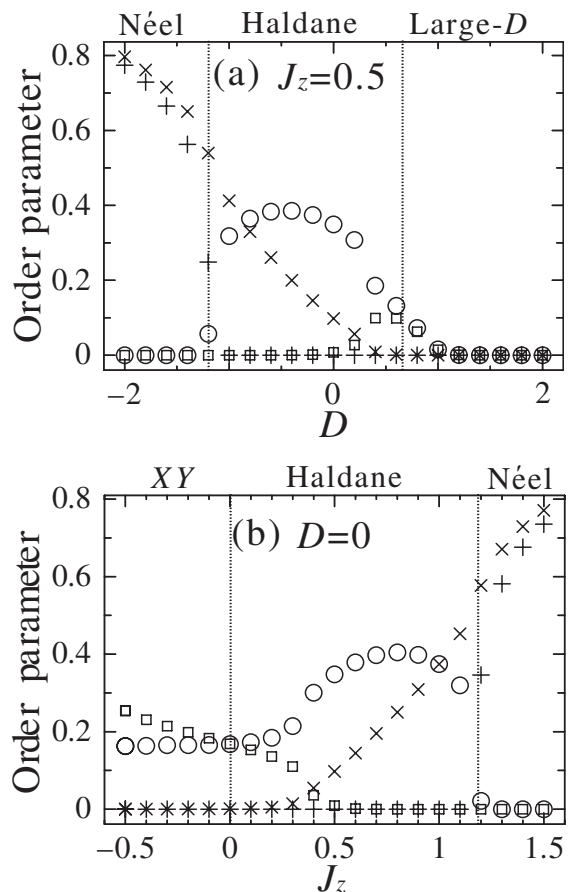 Néel Haldane Large-D
(a) J_z=0.5
0.8
0.6
0.4
0.2
0
Order parameter
−2 0 2
D
XY Haldane Néel
(b) D=0
0.8
0.6
0.4
0.2
0
Order parameter
−0.5 0 0.5 1 1.5
J_z